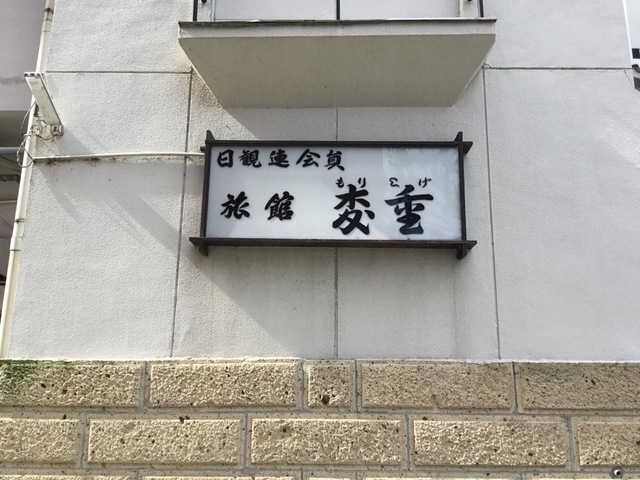 日観連会員
もりしげ
旅館 森重